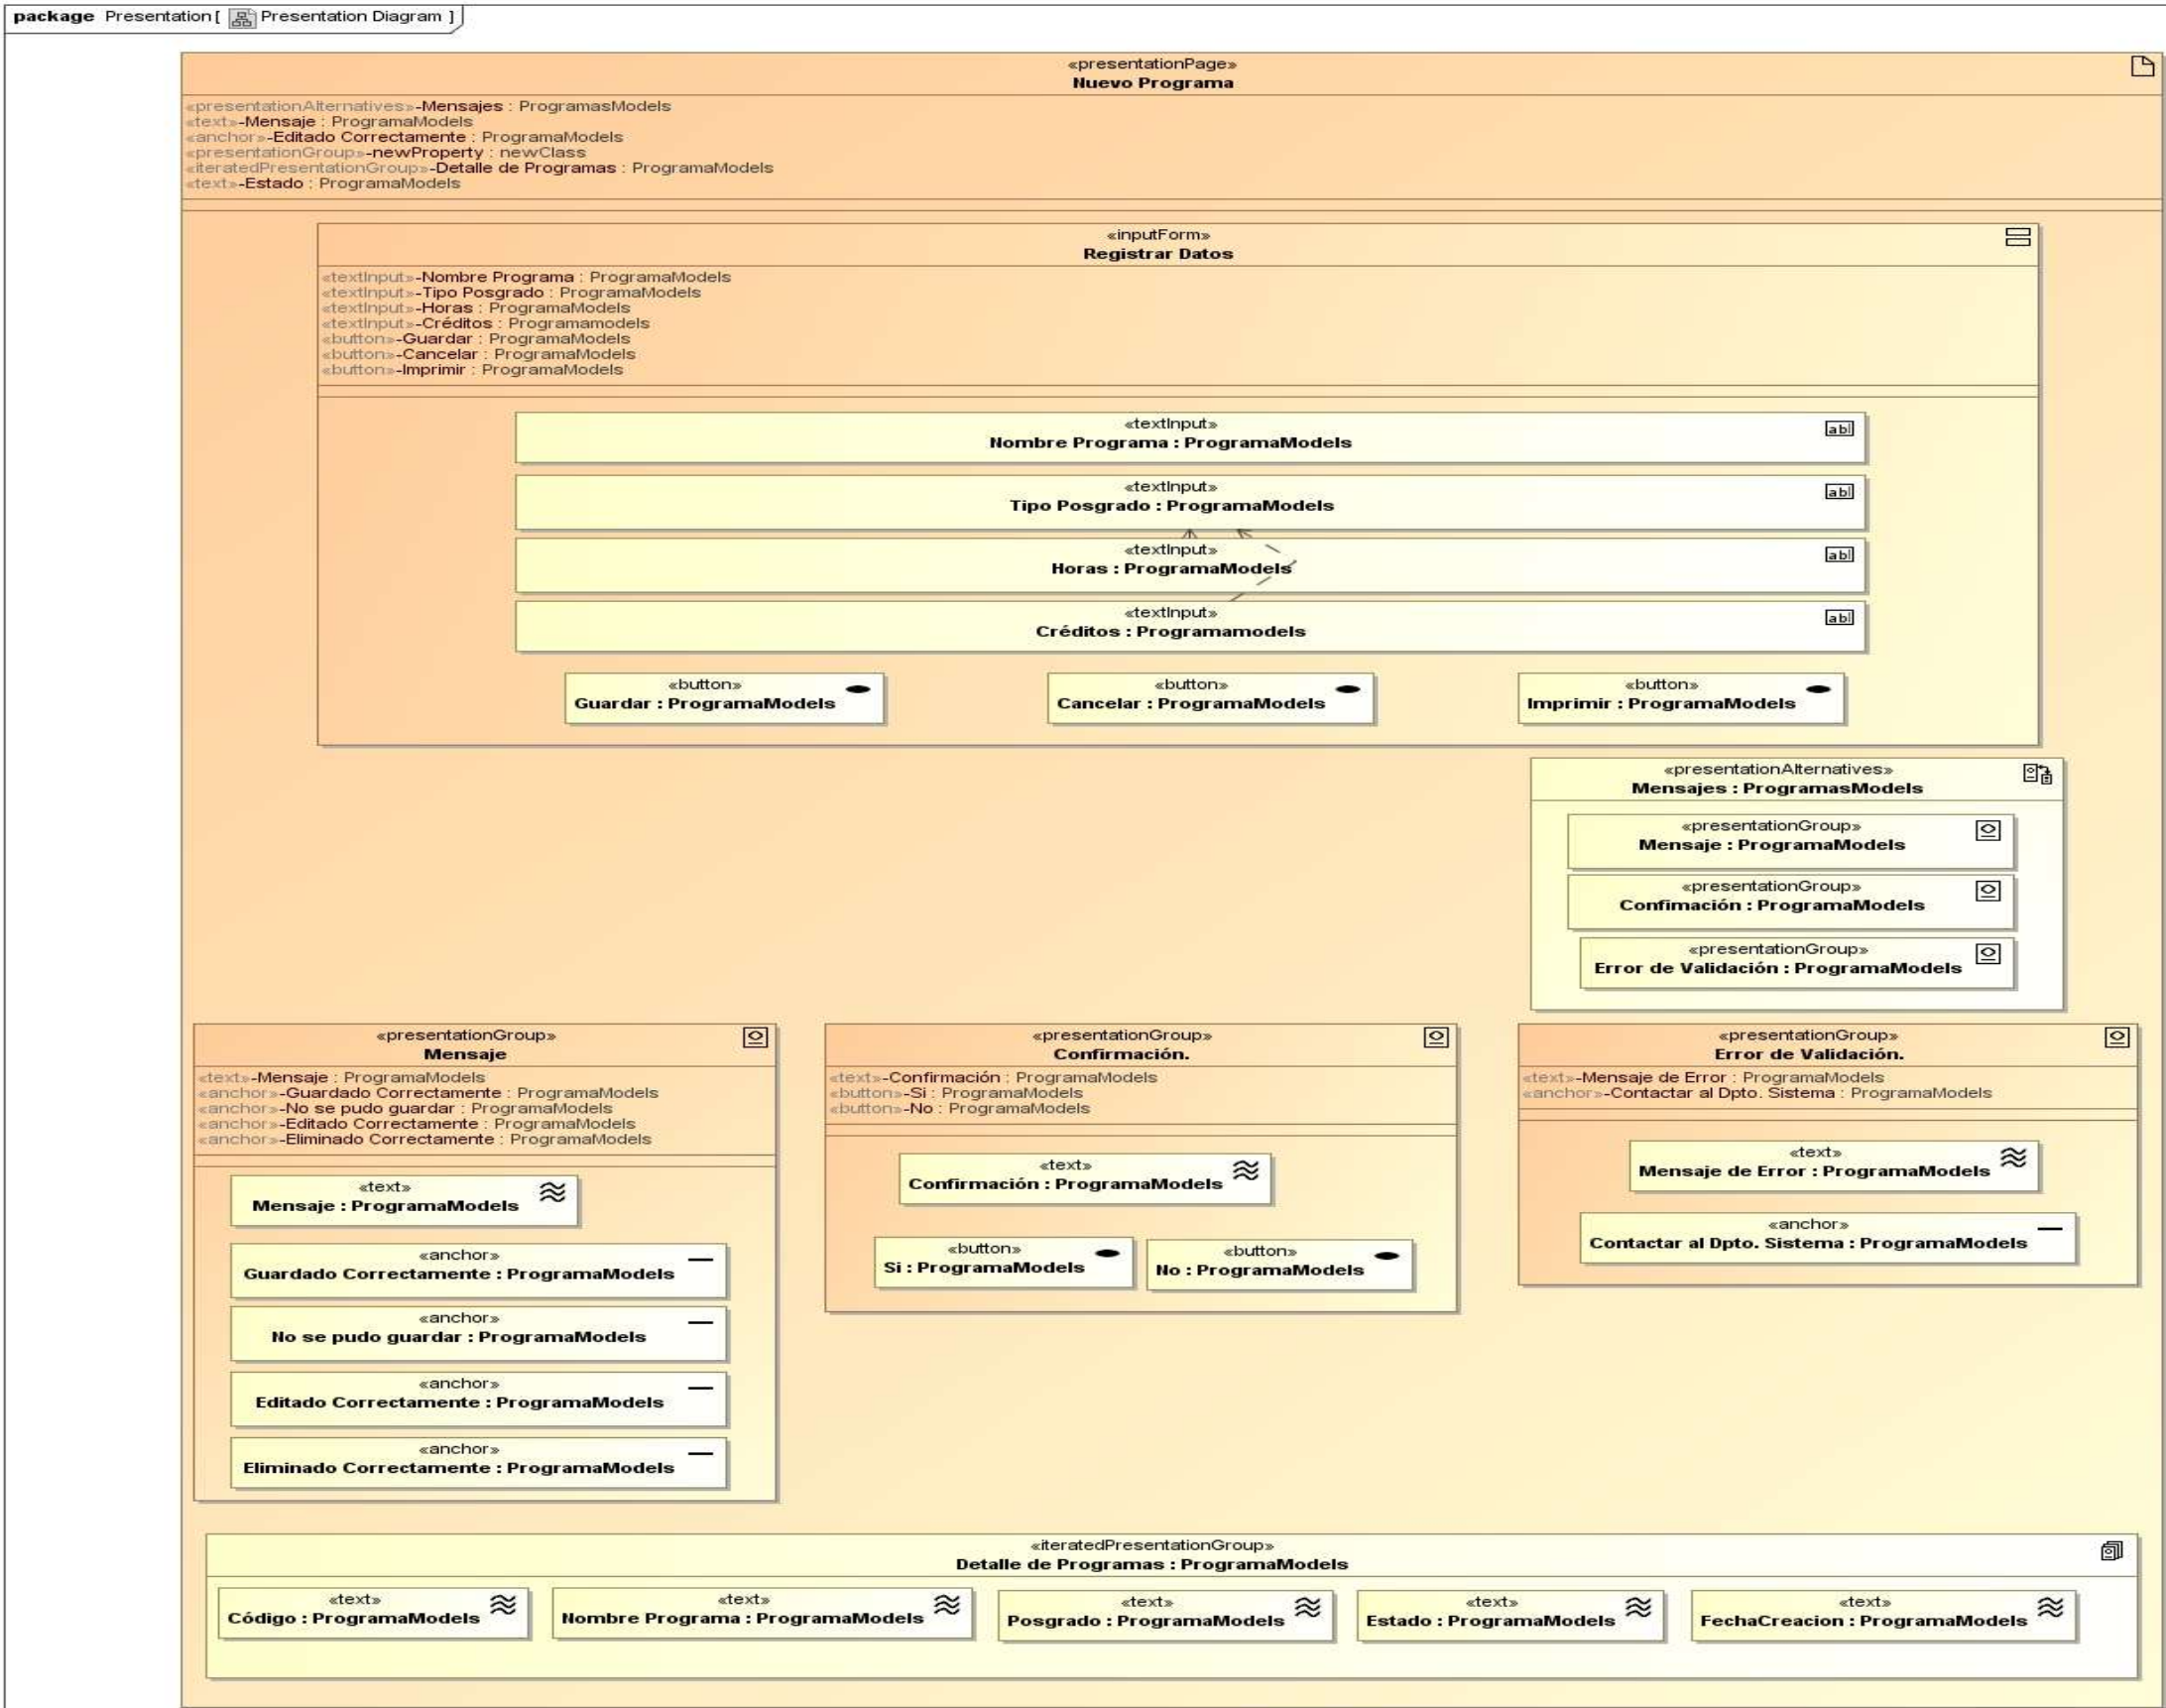 package Presentation[ Presentation Diagram ]
«presentationPage»
Nuevo Programa
«presentationAlternatives»-Mensajes : ProgramasModels
«text»-Mensaje : ProgramaModels
«anchor»-Editado Correctamente : ProgramaModels
«presentationGroup»-newProperty : newClass
«iteratedPresentationGroup»-Detalle de Programas : ProgramaModels
«text»-Estado : ProgramaModels
«inputForm»
Registrar Datos
«textInput»-Nombre Programa : ProgramaModels
«textInput»-Tipo Posgrado : ProgramaModels
«textInput»-Horas : ProgramaModels
«textInput»-Créditos : Programamodels
«button»-Guardar : ProgramaModels
«button»-Cancelar : ProgramaModels
«button»-Imprimir : ProgramaModels
«textInput»
Nombre Programa : ProgramaModels
abl
«textInput»
Tipo Posgrado : ProgramaModels
abl
«textInput»
Horas : ProgramaModels
abl
«textInput»
Créditos : Programamodels
abl
«button»
Guardar : ProgramaModels
«button»
Cancelar : ProgramaModels
«button»
Imprimir : ProgramaModels
«presentationAlternatives»
Mensajes : ProgramasModels
«presentationGroup»
Mensaje : ProgramaModels
«presentationGroup»
Confimación : ProgramaModels
«presentationGroup»
Error de Validación : ProgramaModels
«presentationGroup»
Mensaje
«text»-Mensaje : ProgramaModels
«anchor»-Guardado Correctamente : ProgramaModels
«anchor»-No se pudo guardar : ProgramaModels
«anchor»-Editado Correctamente : ProgramaModels
«anchor»-Eliminado Correctamente : ProgramaModels
«text»
Mensaje : ProgramaModels
«anchor»
Guardado Correctamente : ProgramaModels
«anchor»
No se pudo guardar : ProgramaModels
«anchor»
Editado Correctamente : ProgramaModels
«anchor»
Eliminado Correctamente : ProgramaModels
«presentationGroup»
Confirmación.
«text»-Confirmación : ProgramaModels
«button»-Si : ProgramaModels
«button»-No : ProgramaModels
«text»
Confirmación : ProgramaModels
«button»
Si : ProgramaModels
«button»
No : ProgramaModels
«presentationGroup»
Error de Validación.
«text»-Mensaje de Error : ProgramaModels
«anchor»-Contactar al Dpto. Sistema : ProgramaModels
«text»
Mensaje de Error : ProgramaModels
«anchor»
Contactar al Dpto. Sistema : ProgramaModels
«iteratedPresentationGroup»
Detalle de Programas : ProgramaModels
«text»
Código : ProgramaModels
«text»
Nombre Programa : ProgramaModels
«text»
Posgrado : ProgramaModels
«text»
Estado : ProgramaModels
«text»
FechaCreacion : ProgramaModels